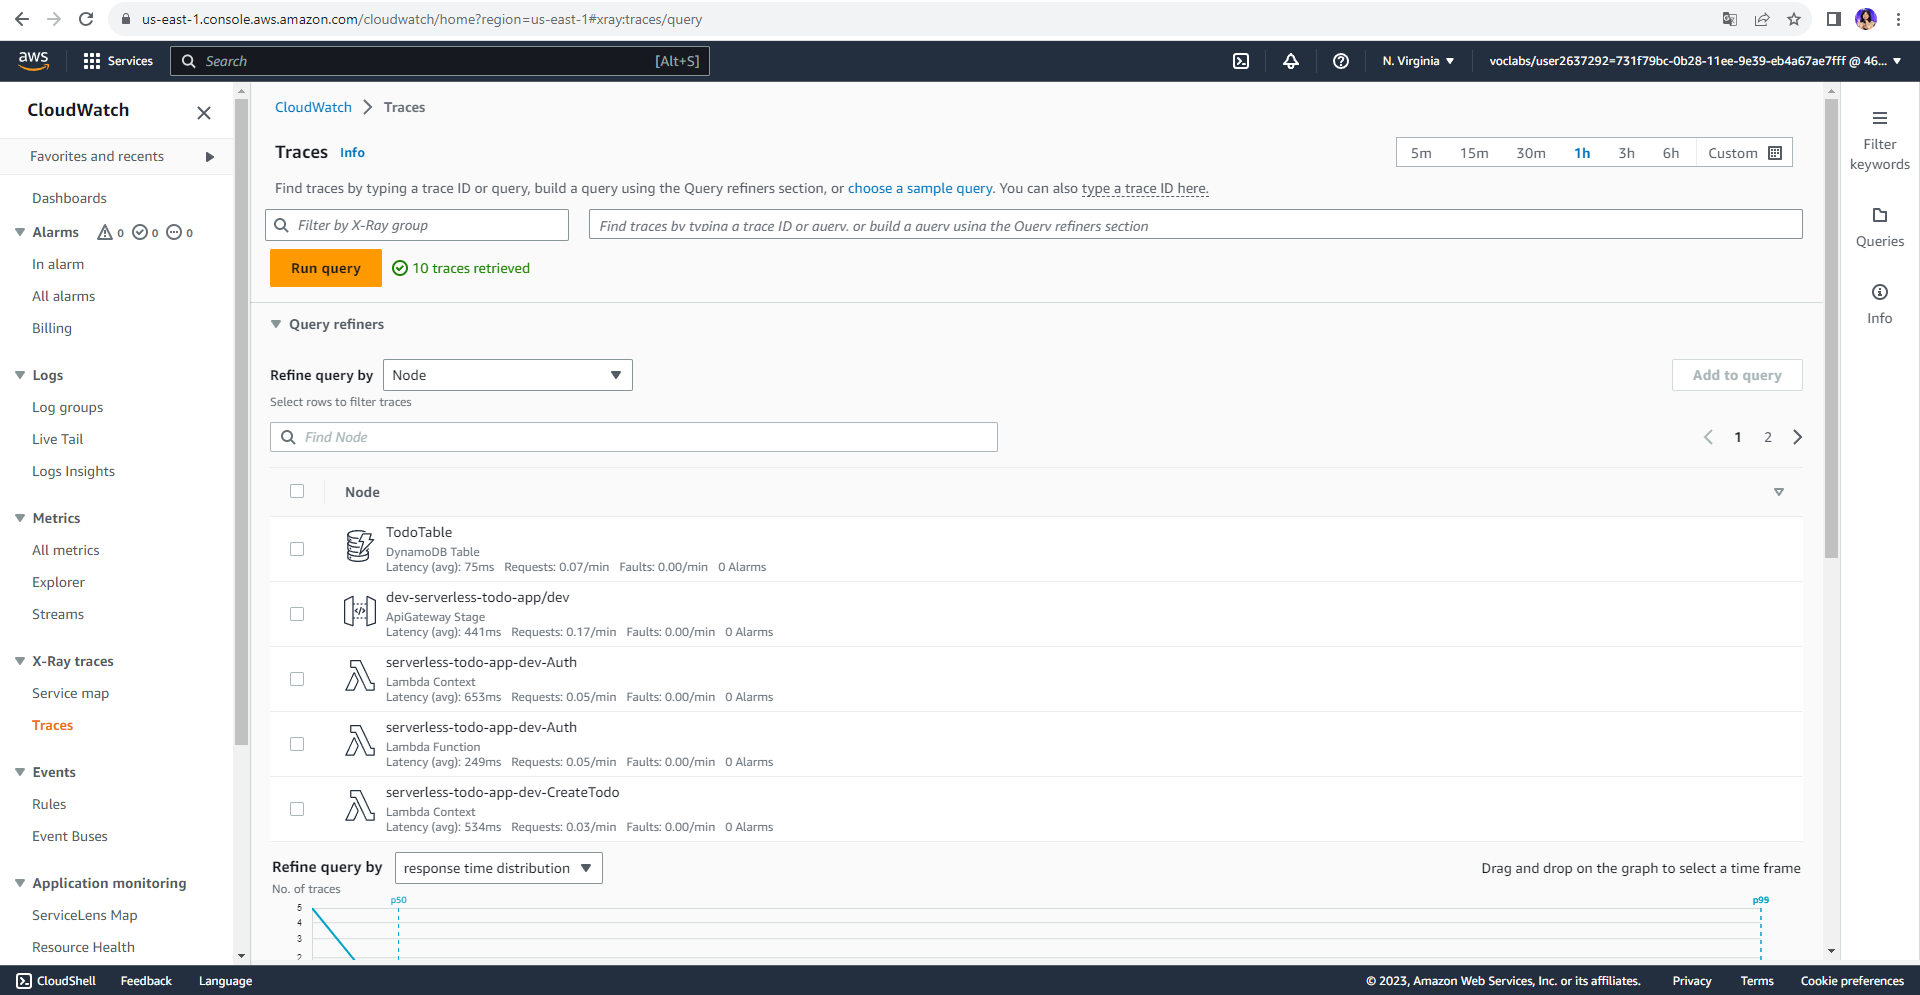 us-east-1.console.aws.amazon.com/cloudwatch/home?region=us-east-1#xray:traces/query
aws
Services
Search
[Alt+S]
N. Virginia
voclabs/user2637292=731f79bc-0b28-11ee-9e39-eb4a67ae7fff @ 46...
CloudWatch
Favorites and recents
Dashboards
Alarms 0 0 0
In alarm
All alarms
Billing
Logs
Log groups
Live Tail
Logs Insights
Metrics
All metrics
Explorer
Streams
X-Ray traces
Service map
Traces
Events
Rules
Event Buses
Application monitoring
ServiceLens Map
Resource Health
CloudWatch
Traces
Traces Info
5m 15m 30m 1h 3h 6h Custom
Find traces by typing a trace ID or query, build a query using the Query refiners section, or choose a sample query. You can also type a trace ID here.
Filter by X-Ray group
Find traces by typing a trace ID or query, or build a query using the Query refiners section
Run query
10 traces retrieved
Query refiners
Refine query by Node
Add to query
Select rows to filter traces
Find Node
1 2
Node
TodoTable
DynamoDB Table
Latency (avg): 75ms Requests: 0.07/min Faults: 0.00/min 0 Alarms
dev-serverless-todo-app/dev
ApiGateway Stage
Latency (avg): 441ms Requests: 0.17/min Faults: 0.00/min 0 Alarms
serverless-todo-app-dev-Auth
Lambda Context
Latency (avg): 653ms Requests: 0.05/min Faults: 0.00/min 0 Alarms
serverless-todo-app-dev-Auth
Lambda Function
Latency (avg): 249ms Requests: 0.05/min Faults: 0.00/min 0 Alarms
serverless-todo-app-dev-CreateTodo
Lambda Context
Latency (avg): 534ms Requests: 0.03/min Faults: 0.00/min 0 Alarms
Refine query by response time distribution
Drag and drop on the graph to select a time frame
No. of traces
p50
p99
5
4
3
2
Filter
keywords
Queries
Info
CloudShell
Feedback
Language
© 2023, Amazon Web Services, Inc. or its affiliates.
Privacy
Terms
Cookie preferences